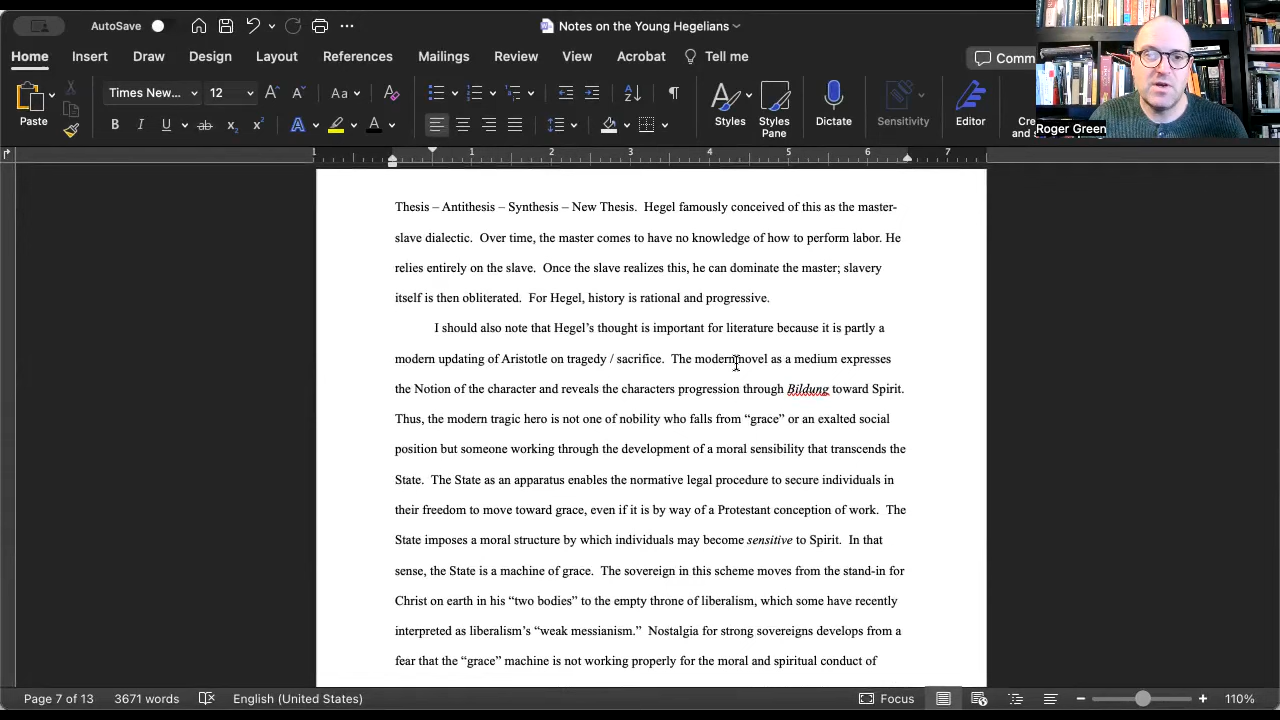 AutoSave
Notes on the Young Hegelians
Home Insert Draw Design Layout References Mailings Review View Acrobat Tell me Comm
Paste
Times New... 12 Aa
B I U ab x₂ x²
A A
Styles
Styles Pane
Dictate
Sensitivity
Editor
Cre
and s
Roger Green
1 1 2 3 4 5 6 7
Thesis – Antithesis – Synthesis – New Thesis.  Hegel famously conceived of this as the master-
slave dialectic.  Over time, the master comes to have no knowledge of how to perform labor. He
relies entirely on the slave.  Once the slave realizes this, he can dominate the master; slavery
itself is then obliterated.  For Hegel, history is rational and progressive.
I should also note that Hegel’s thought is important for literature because it is partly a
modern updating of Aristotle on tragedy / sacrifice.  The modern novel as a medium expresses
the Notion of the character and reveals the characters progression through Bildung toward Spirit.
Thus, the modern tragic hero is not one of nobility who falls from “grace” or an exalted social
position but someone working through the development of a moral sensibility that transcends the
State.  The State as an apparatus enables the normative legal procedure to secure individuals in
their freedom to move toward grace, even if it is by way of a Protestant conception of work.  The
State imposes a moral structure by which individuals may become sensitive to Spirit.  In that
sense, the State is a machine of grace.  The sovereign in this scheme moves from the stand-in for
Christ on earth in his “two bodies” to the empty throne of liberalism, which some have recently
interpreted as liberalism’s “weak messianism.”  Nostalgia for strong sovereigns develops from a
fear that the “grace” machine is not working properly for the moral and spiritual conduct of
Page 7 of 13 3671 words English (United States) Focus 110%